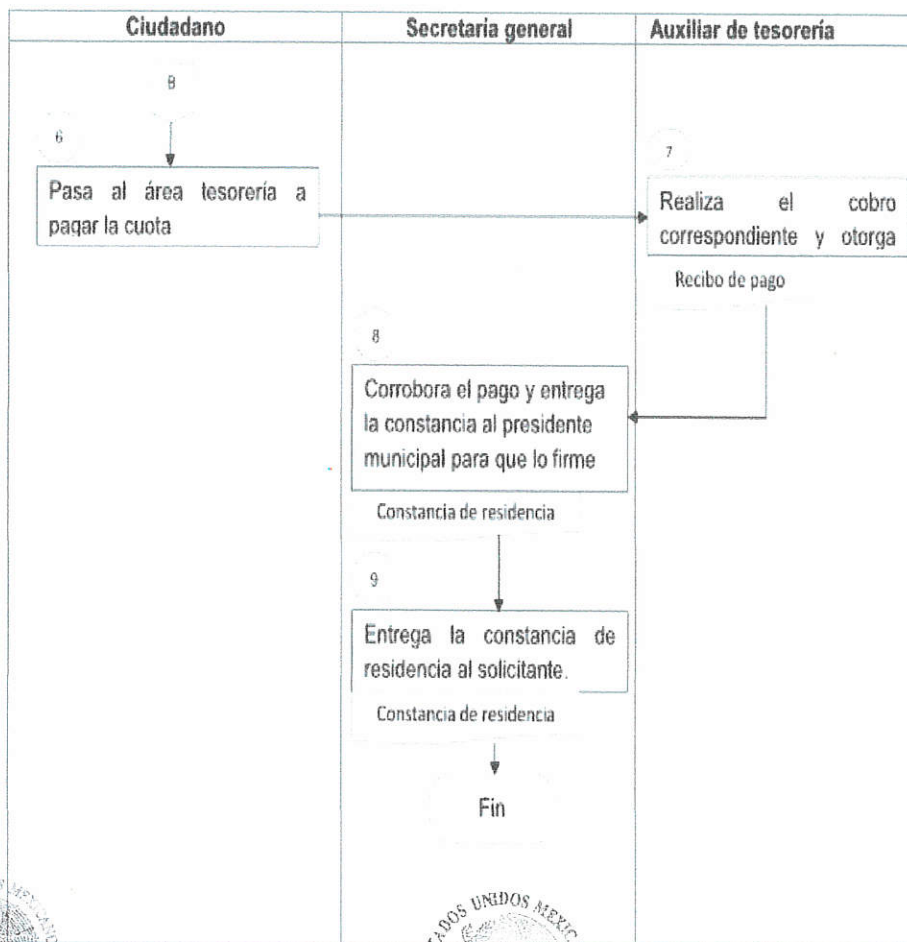 Ciudadano
Secretaria general
Auxiliar de tesorería
B
6
Pasa al área tesorería a
pagar la cuota
7
Realiza el cobro
correspondiente y otorga
Recibo de pago
8
Corrobora el pago y entrega
la constancia al presidente
municipal para que lo firme
Constancia de residencia
9
Entrega la constancia de
residencia al solicitante.
Constancia de residencia
Fin
UNIDOS